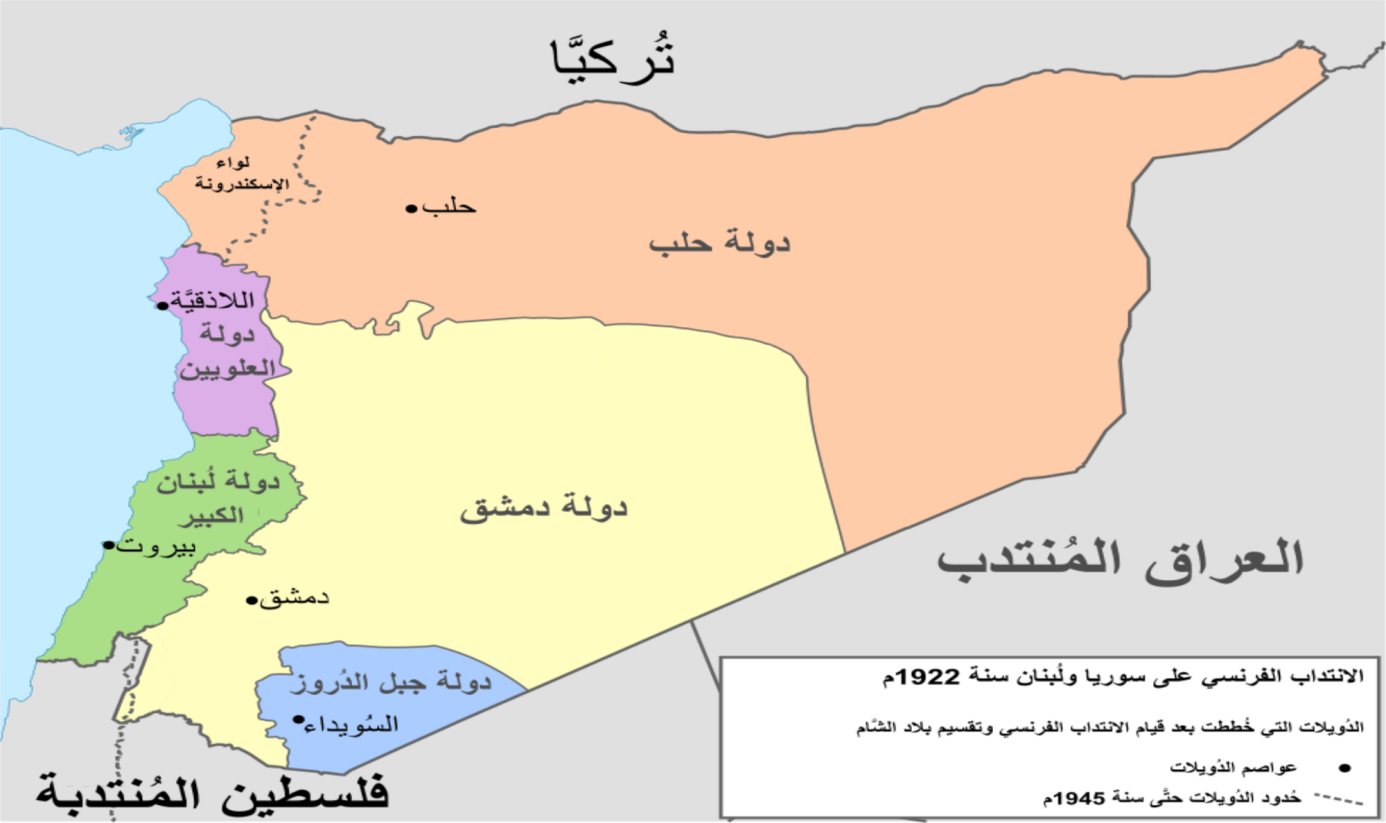 تُركيَّا
لواء
الإسكندرونة
حلب
دولة حلب
اللاذقيَّة
دولة
العلويين
دولة لُبنان
الكبير
بيروت
دولة دمشق
دمشق
العراق المُنتدب
دولة جبل الدُروز
السُويداء
فلسطين المُنتدبة
الانتداب الفرنسي على سوريا ولُبنان سنة 1922م
الدُويلات التي خُططت بعد قيام الانتداب الفرنسي وتقسيم بلاد الشَّام
عواصم الدُويلات
حُدود الدُويلات حتَّى سنة 1945م